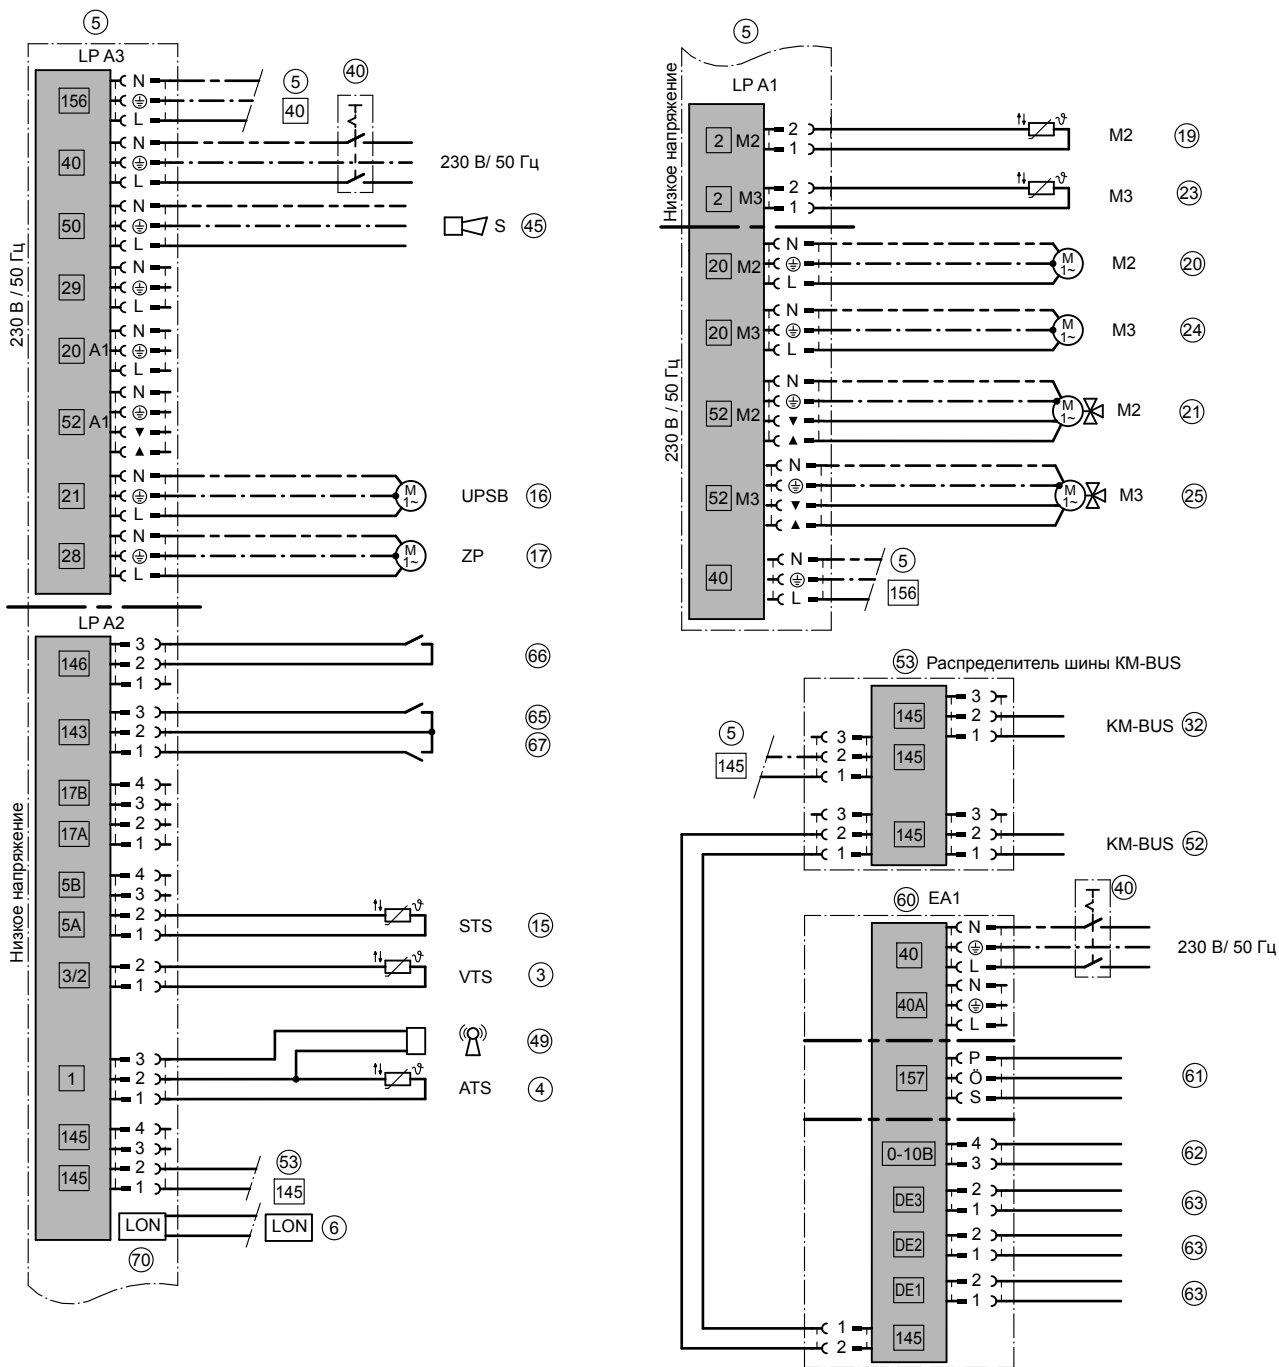 5
LP A3
156
N
L
5
40
40
40
N
L
230 В/ 50 Гц
50
N
L
S
45
29
N
L
20 A1
N
L
52 A1
N
▼
▲
21
N
L
M
1~
UPSB
16
28
N
L
M
1~
ZP
17
230 В / 50 Гц
LP A2
146
3
2
1
66
143
3
2
1
65
67
17B
4
3
17A
2
1
5B
4
3
5A
2
1
ϑ
STS
15
3/2
2
1
ϑ
VTS
3
1
3
2
1
49
ϑ
ATS
4
145
4
3
145
2
1
53
145
LON
LON
6
70
Низкое напряжение
5
LP A1
Низкое напряжение
2 M2
2
1
ϑ
M2
19
2 M3
2
1
ϑ
M3
23
20 M2
N
L
M
1~
M2
20
20 M3
N
L
M
1~
M3
24
52 M2
N
▼
▲
M
1~
M2
21
52 M3
N
▼
▲
M
1~
M3
25
40
N
L
5
156
230 В / 50 Гц
53 Распределитель шины KM-BUS
145
3
2
1
KM-BUS 32
5
145
3
2
1
145
3
2
1
145
3
2
1
KM-BUS 52
60 EA1
40
40
N
L
230 В/ 50 Гц
40A
N
L
157
P
Ö
S
61
0-10В
4
3
62
DE3
2
1
63
DE2
2
1
63
DE1
2
1
63
1
2
145